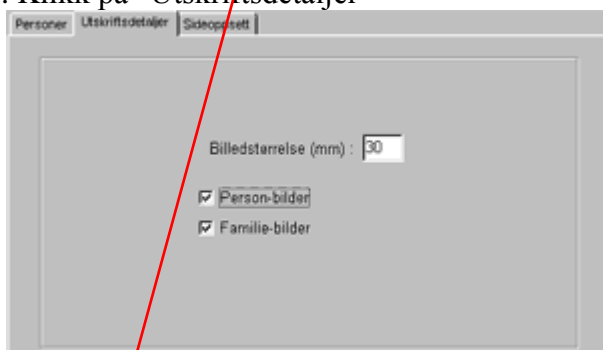 . Klikk på "Utskriftsdetaljer"
Personer Utskriftsdetaljer Sideoppsett
Billedstørrelse (mm) : 30
Person-bilder
Familie-bilder